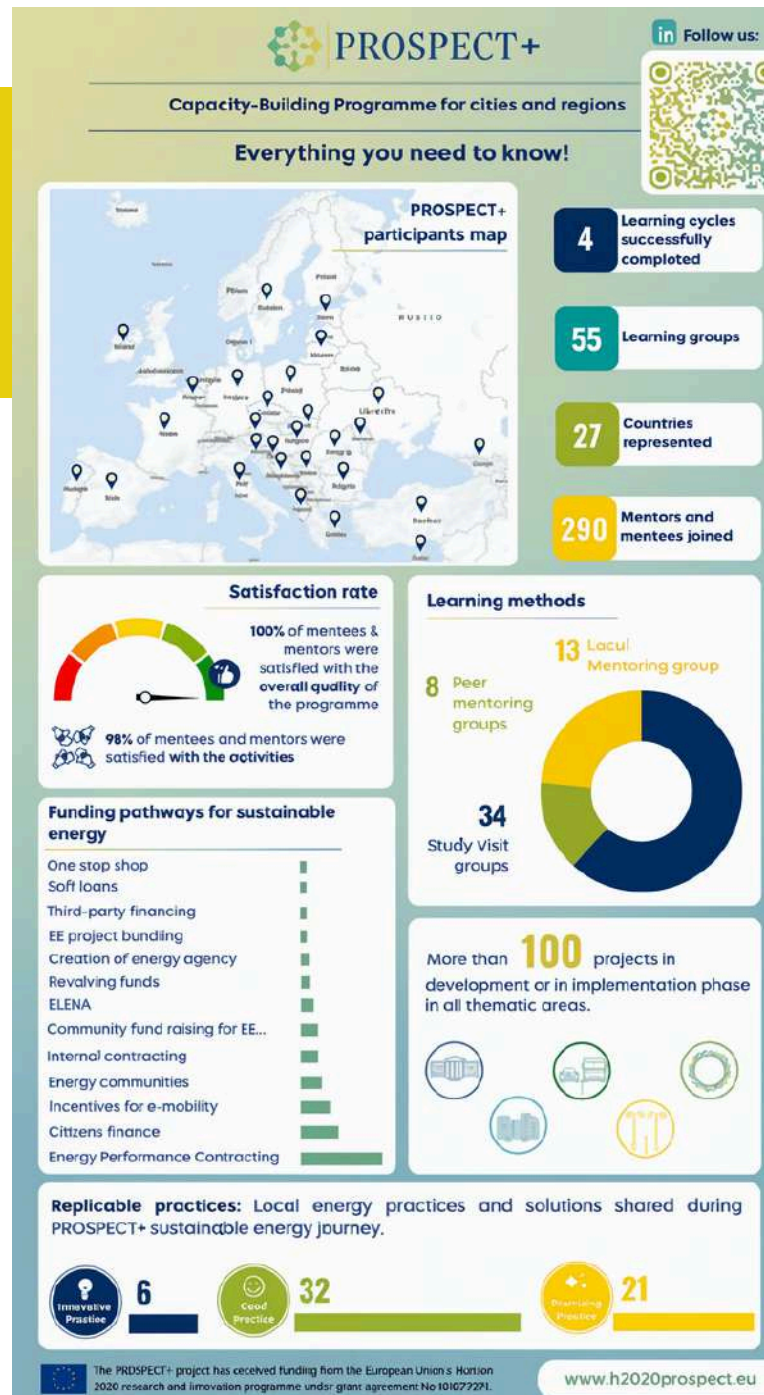 PROSPECT+
in Follow us:
Capacity-Building Programme for cities and regions
Everything you need to know!
PROSPECT+
participants map
4
Learning cycles
successfully
completed
55
Learning groups
27
Countries
represented
290
Mentors and
mentees joined
Satisfaction rate
100% of mentees &
mentors were
satisfied with the
overall quality of
the programme
98% of mentees and mentors were
satisfied with the activities
Learning methods
13 Lacul
Mentoring group
8 Peer
mentoring
groups
34
Study Visit
groups
Funding pathways for sustainable
energy
One stop shop
Soft loans
Third-party financing
EE project bundling
Creation of energy agency
Revolving funds
ELENA
Community fund raising for EE...
Internal contracting
Energy communities
Incentives for e-mobility
Citizens finance
Energy Performance Contracting
More than 100 projects in
development or in implementation phase
in all thematic areas.
Replicable practices: Local energy practices and solutions shared during
PROSPECT+ sustainable energy journey.
Innovative
Practice
6
Good
Practice
32
Practice
21
The PROSPECT+ project has received funding from the European Union's Horizon
2020 research and innovation programme under grant agreement No
www.h2020prospect.eu